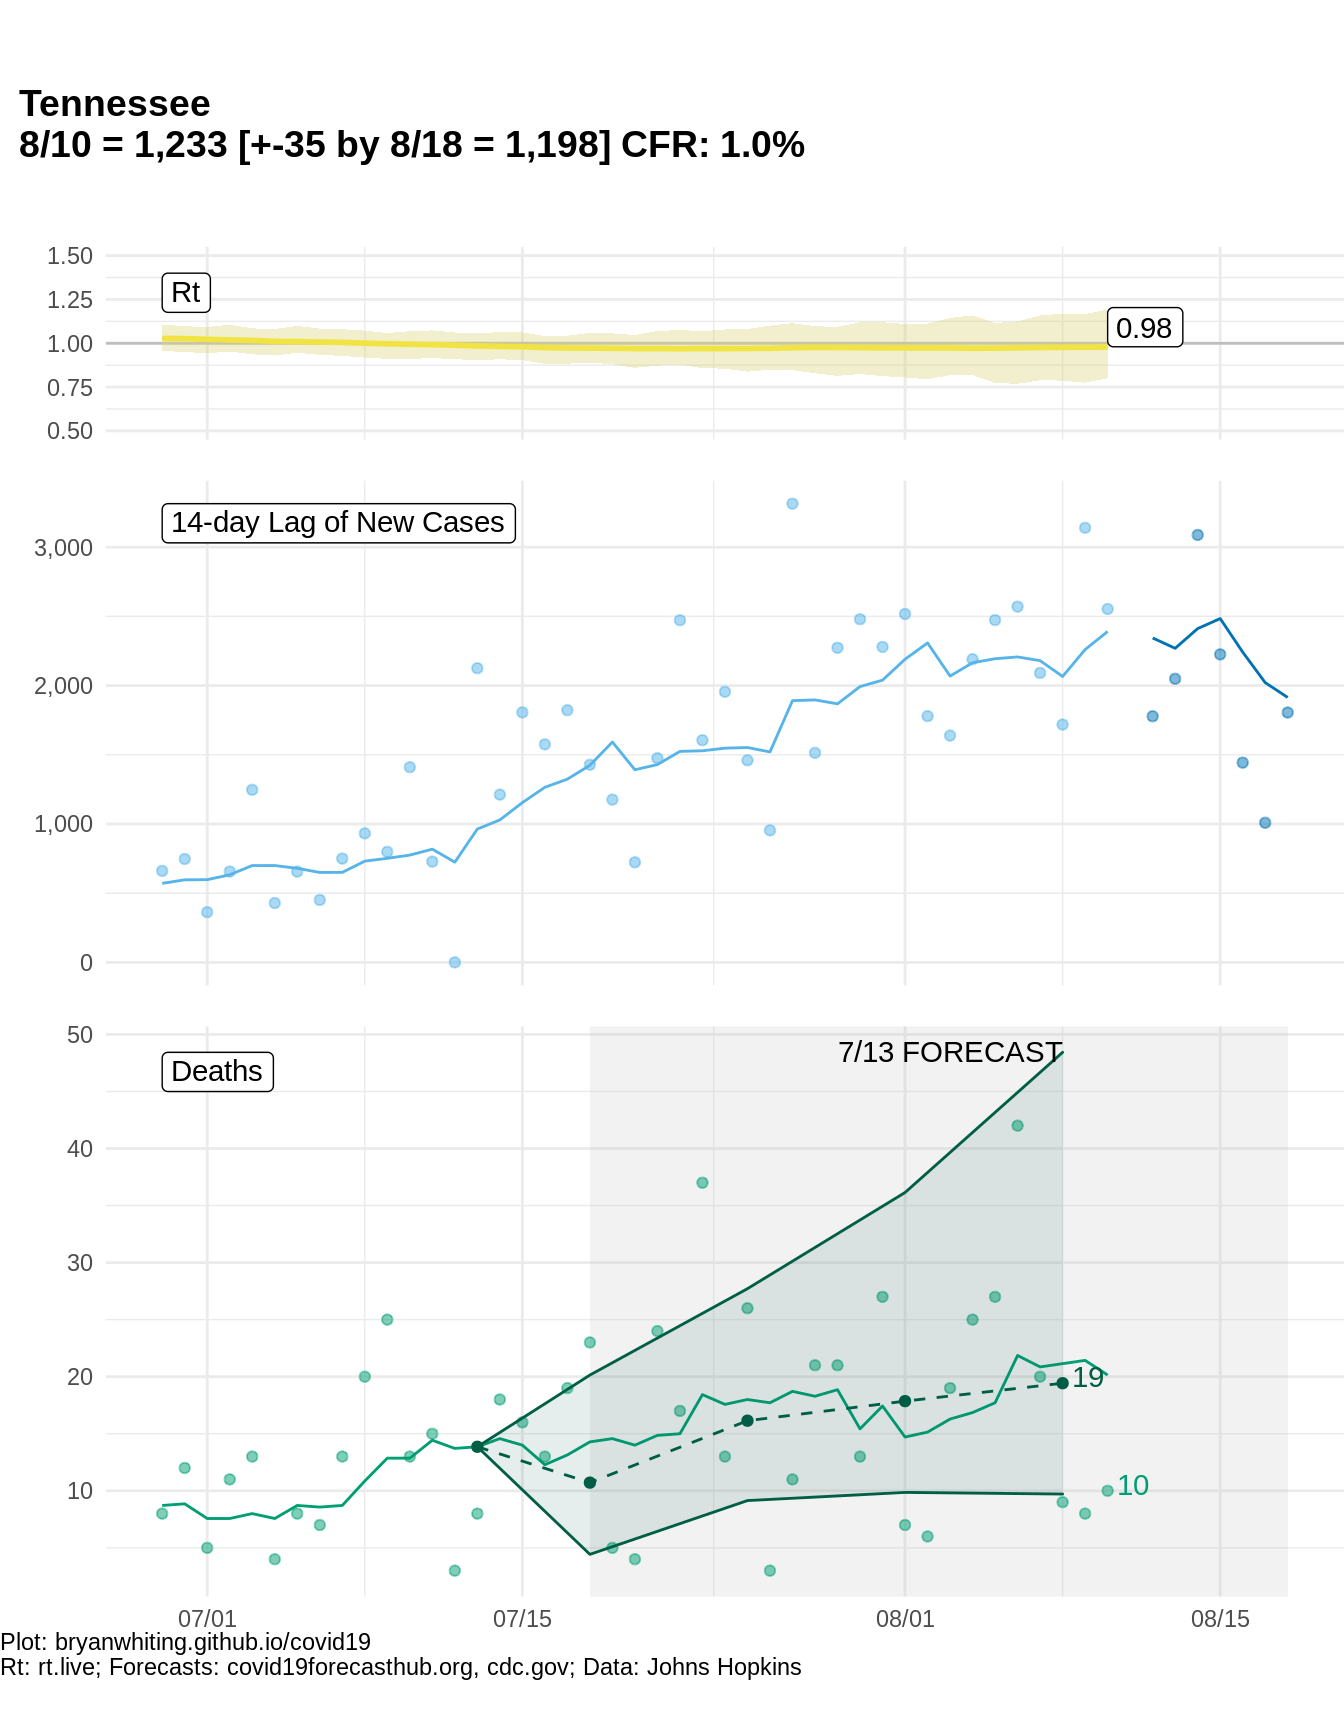 Tennessee
8/10 = 1,233 [+-35 by 8/18 = 1,198] CFR: 1.0%
1.50
1.25
1.00
0.75
0.50
Rt
0.98
14-day Lag of New Cases
3,000
2,000
1,000
0
50
40
30
20
10
Deaths
7/13 FORECAST
19
10
07/01 07/15 08/01 08/15
Plot: bryanwhiting.github.io/covid19
Rt: rt.live; Forecasts: covid19forecasthub.org, cdc.gov; Data: Johns Hopkins